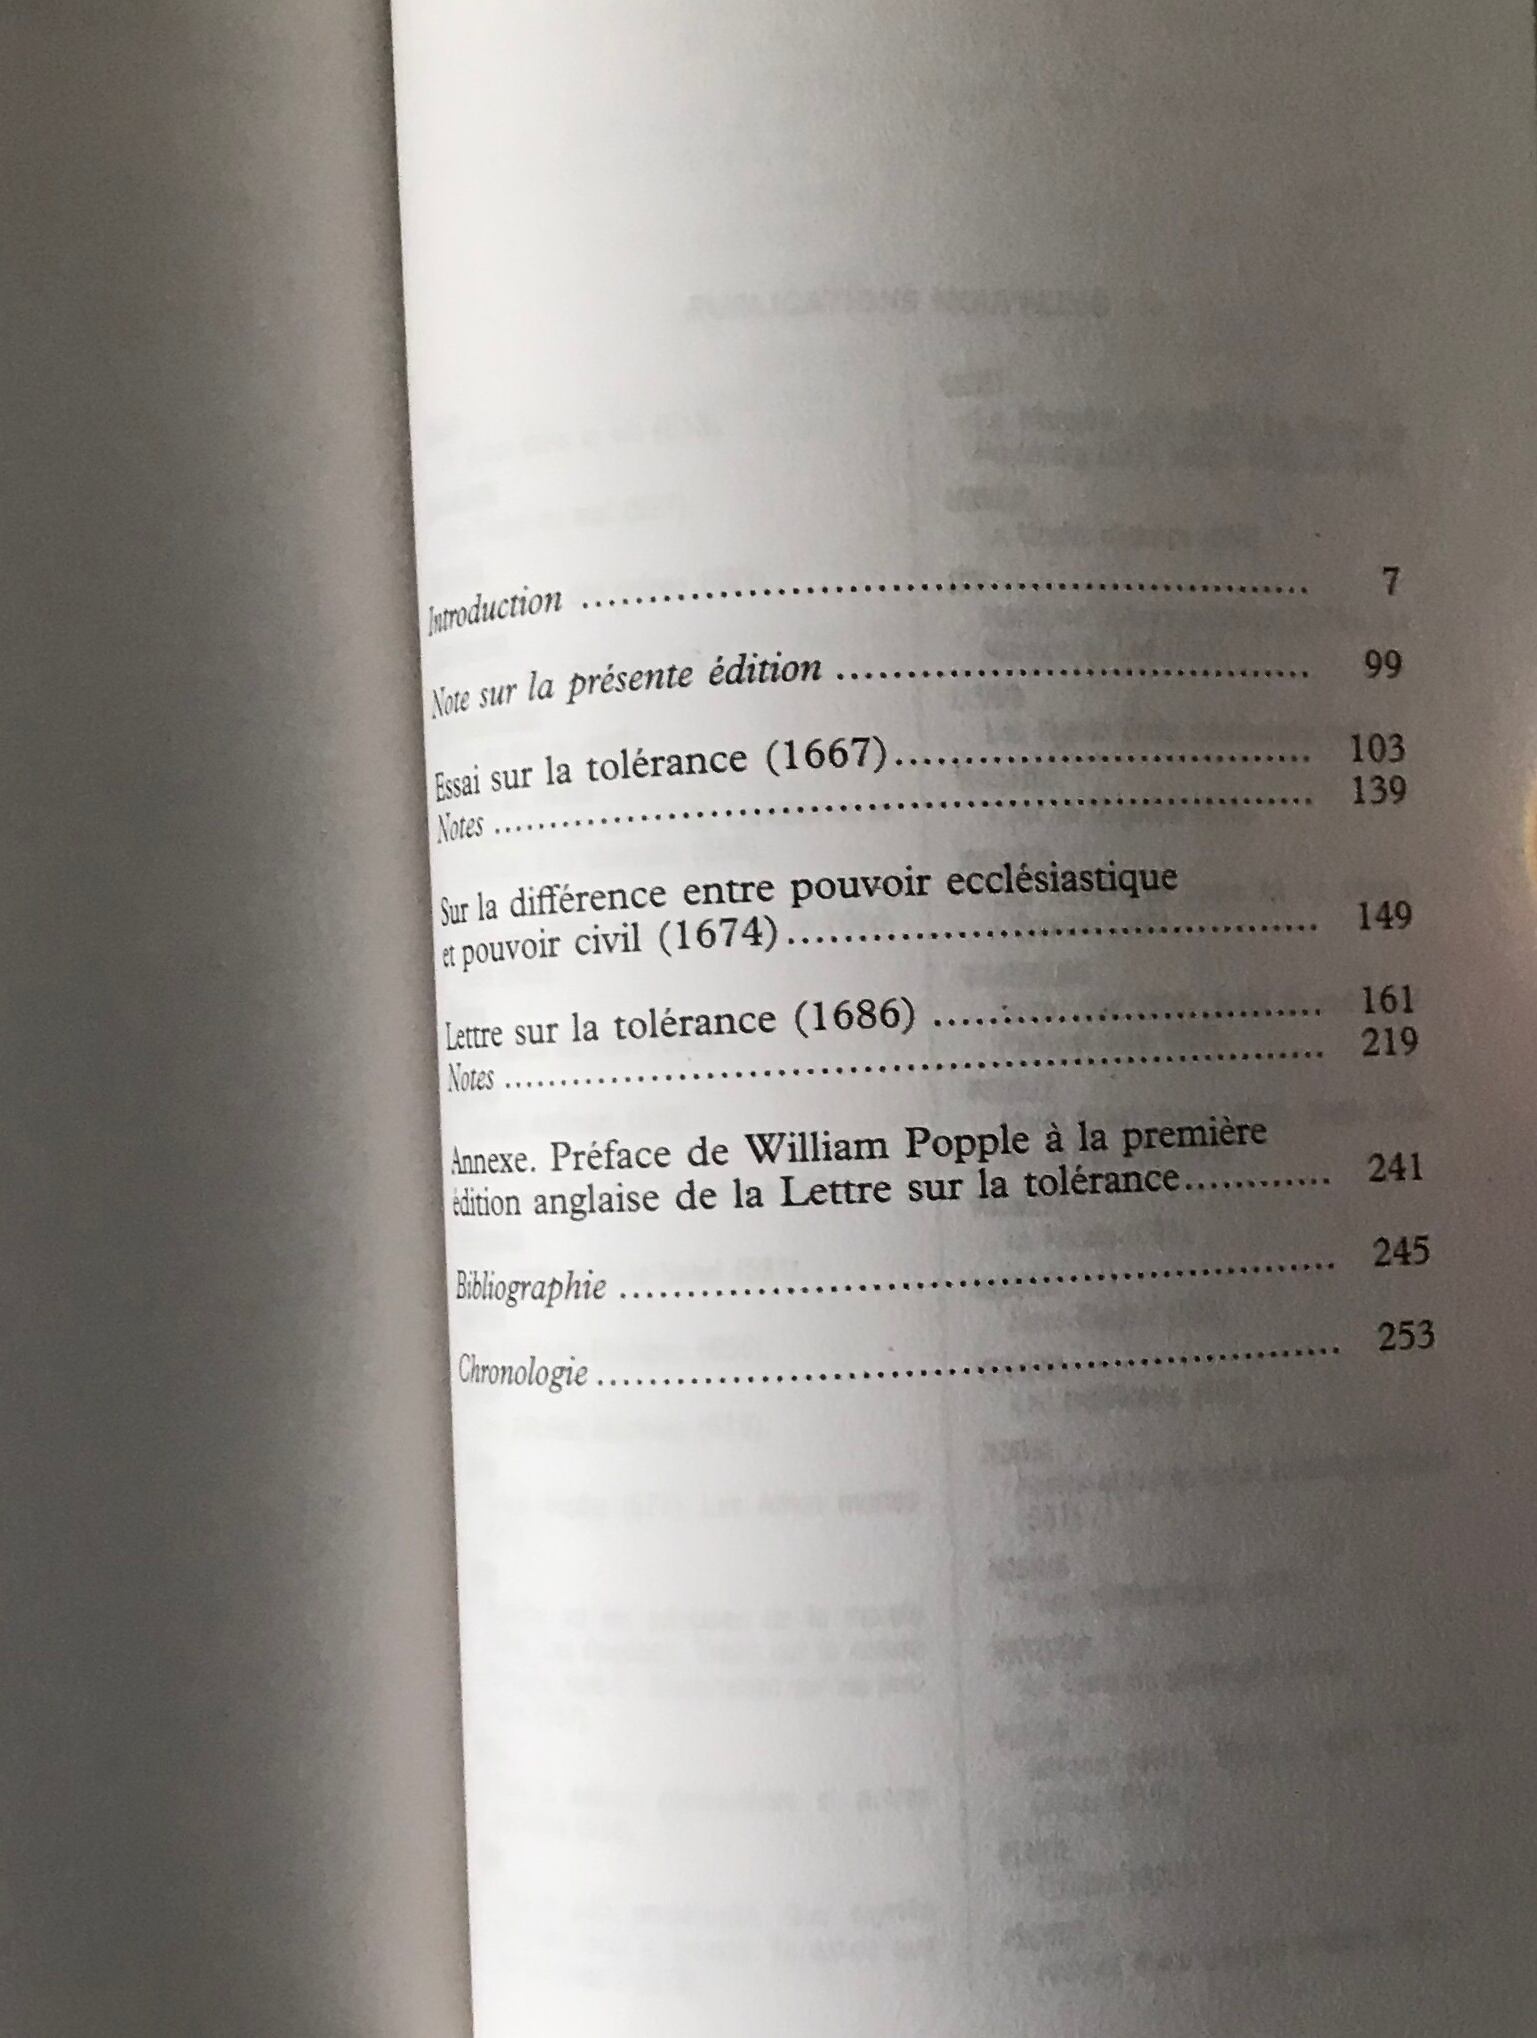 Introduction ........................................ 7
Note sur la présente édition ........................................ 99
Essai sur la tolérance (1667)........................................ 103
Notes ........................................ 139
Sur la différence entre pouvoir ecclésiastique
et pouvoir civil (1674)........................................ 149
Lettre sur la tolérance (1686) ........................................ 161
Notes ........................................ 219
Annexe. Préface de William Popple à la première
édition anglaise de la Lettre sur la tolérance............ 241
Bibliographie ........................................ 245
Chronologie........................................ 253